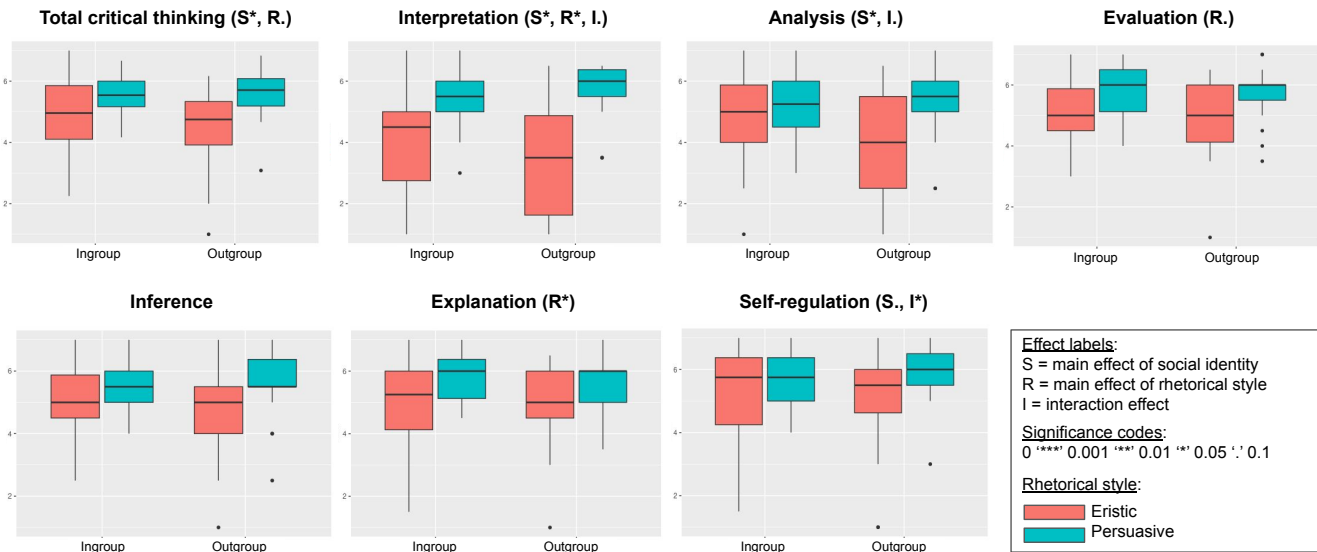 Total critical thinking (S*, R.)
6
4
2
Ingroup
Outgroup
Interpretation (S*, R*, I.)
6
4
2
Ingroup
Outgroup
Analysis (S*, I.)
6
4
2
Ingroup
Outgroup
Evaluation (R.)
6
4
2
Ingroup
Outgroup
Inference
6
4
2
Ingroup
Outgroup
Explanation (R*)
6
4
2
Ingroup
Outgroup
Self-regulation (S., I*)
6
4
2
Ingroup
Outgroup
Effect labels:
S = main effect of social identity
R = main effect of rhetorical style
I = interaction effect
Significance codes:
0 ‘***’ 0.001 ‘**’ 0.01 ‘*’ 0.05 ‘.’ 0.1
Rhetorical style:
Eristic
Persuasive